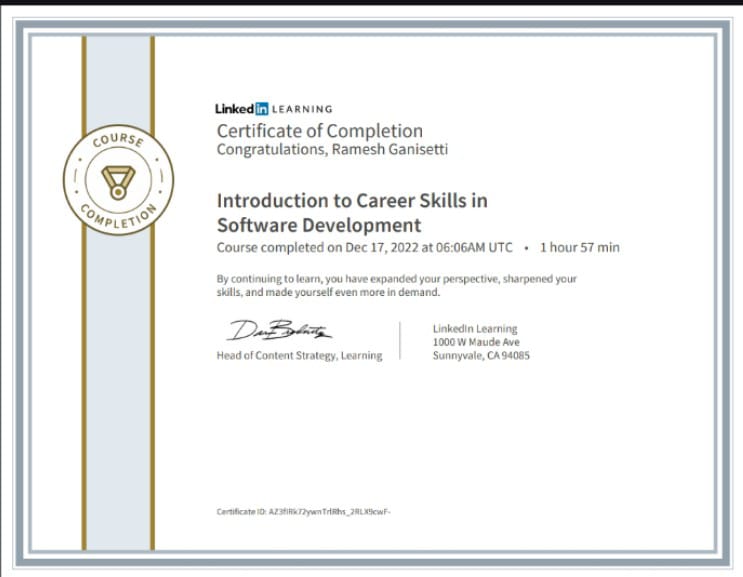 COURSE
COMPLETION
Linked in LEARNING
Certificate of Completion
Congratulations, Ramesh Ganisetti
Introduction to Career Skills in
Software Development
Course completed on Dec 17, 2022 at 06:06AM UTC • 1 hour 57 min
By continuing to learn, you have expanded your perspective, sharpened your
skills, and made yourself even more in demand.
Head of Content Strategy, Learning
LinkedIn Learning
1000 W Maude Ave
Sunnyvale, CA 94085
Certificate ID: